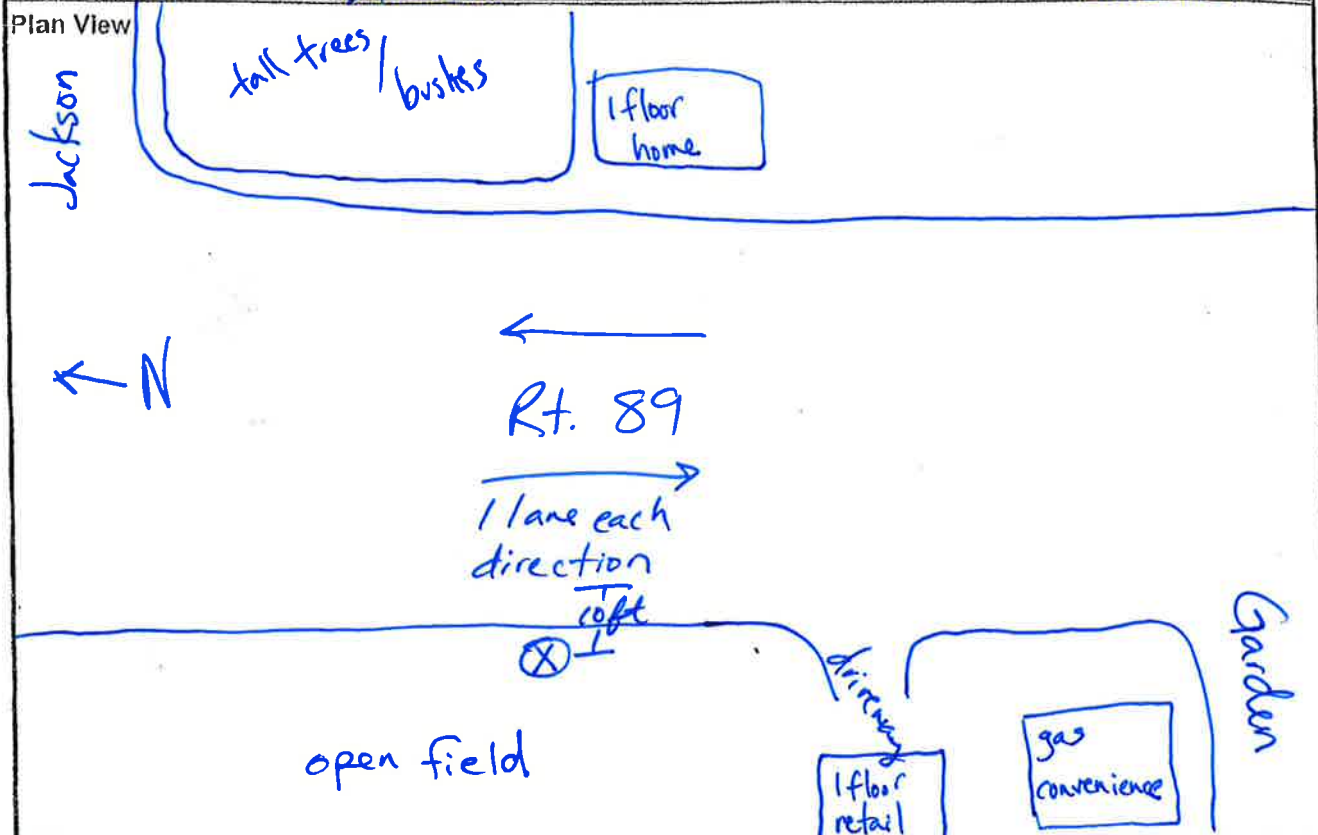 Plan View
Jackson
tall trees/
bushes
1 floor
home
N
Rt. 89
1 lane each
direction
X
open field
driveway
1 floor
retail
gas
convenience
Garden